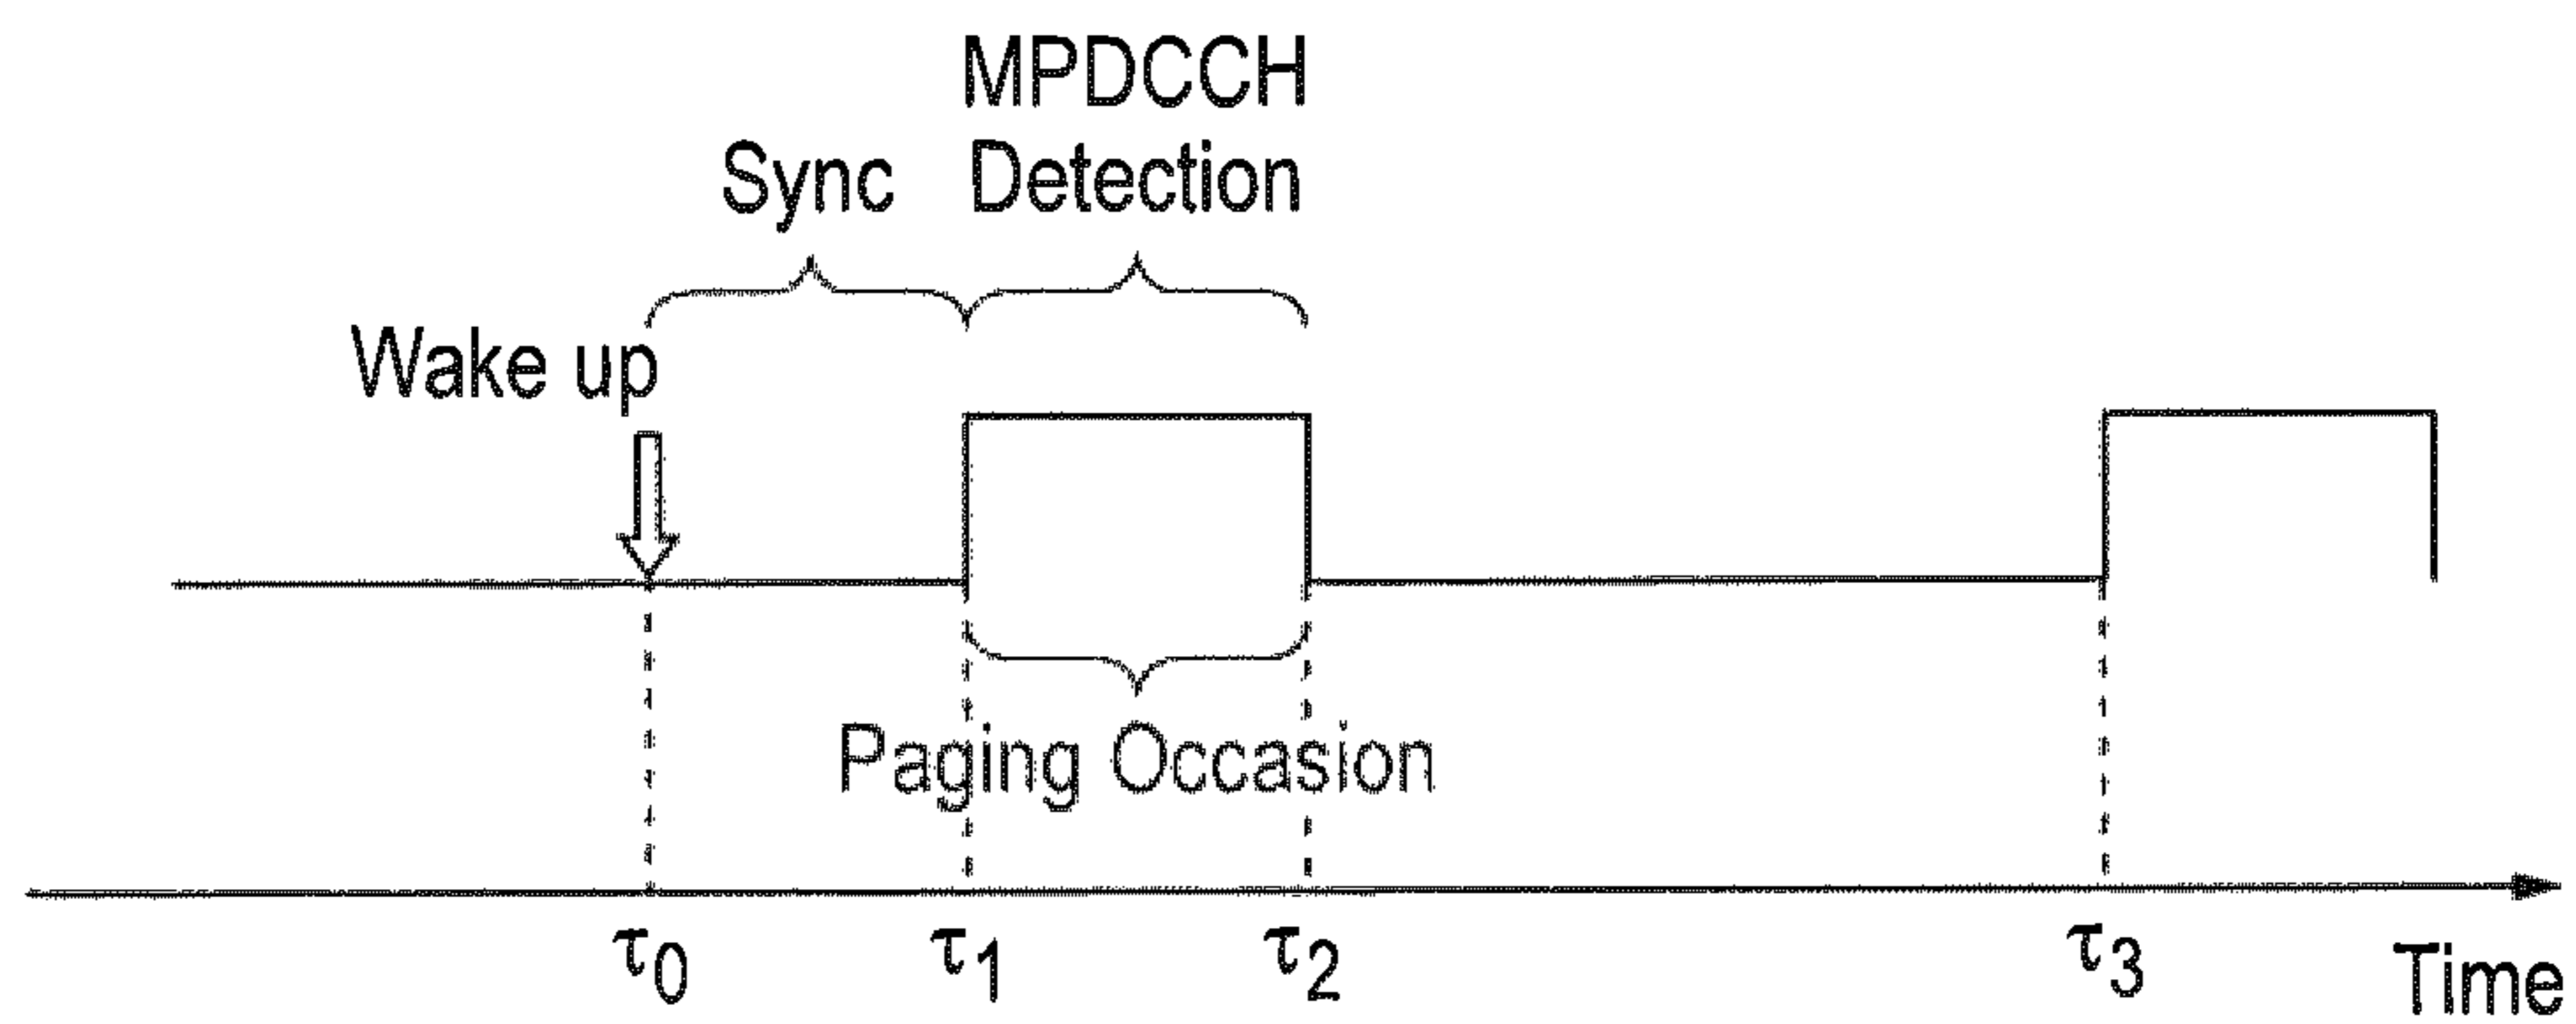 MPDCCH
Sync Detection
Wake up
Paging Occasion
τ0 τ1 τ2 τ3
Time